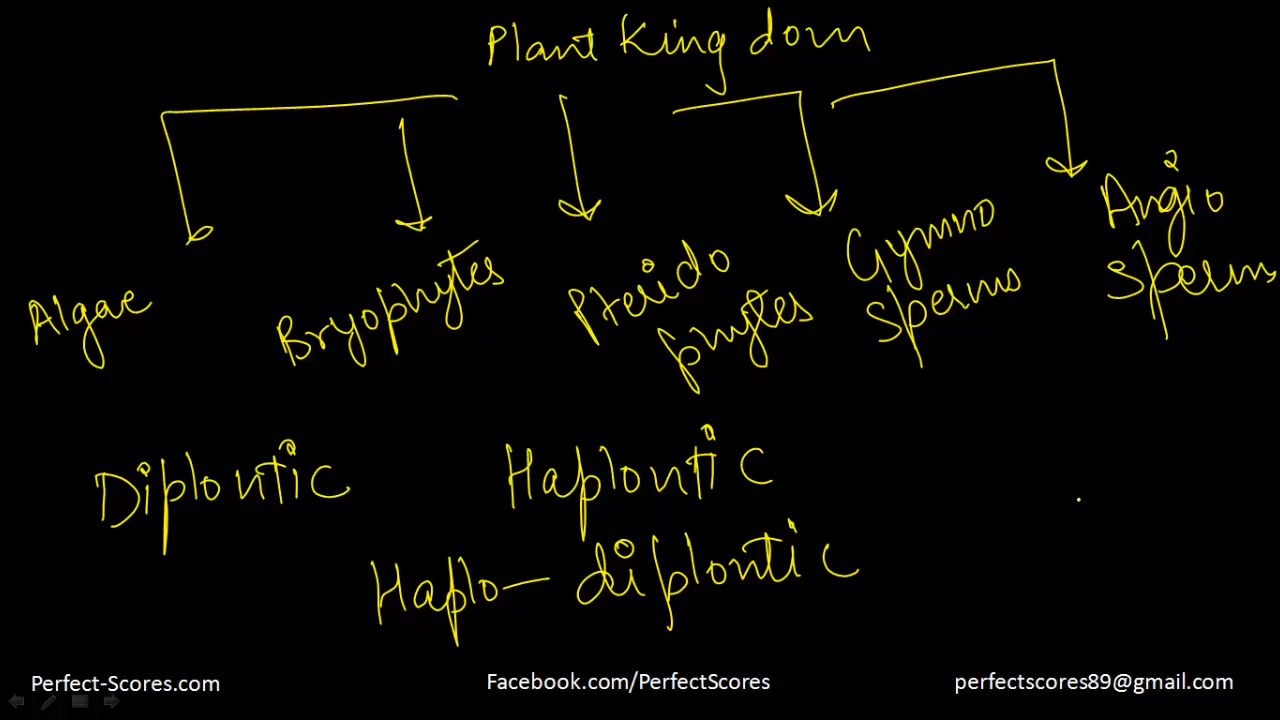 Plant Kingdom
Algae
Bryophytes
Pterido
phytes
Gymno
sperms
Angio
sperms
Diplontic
Haplontic
Haplo-diplontic
Perfect-Scores.com
Facebook.com/PerfectScores
perfectscores89@gmail.com